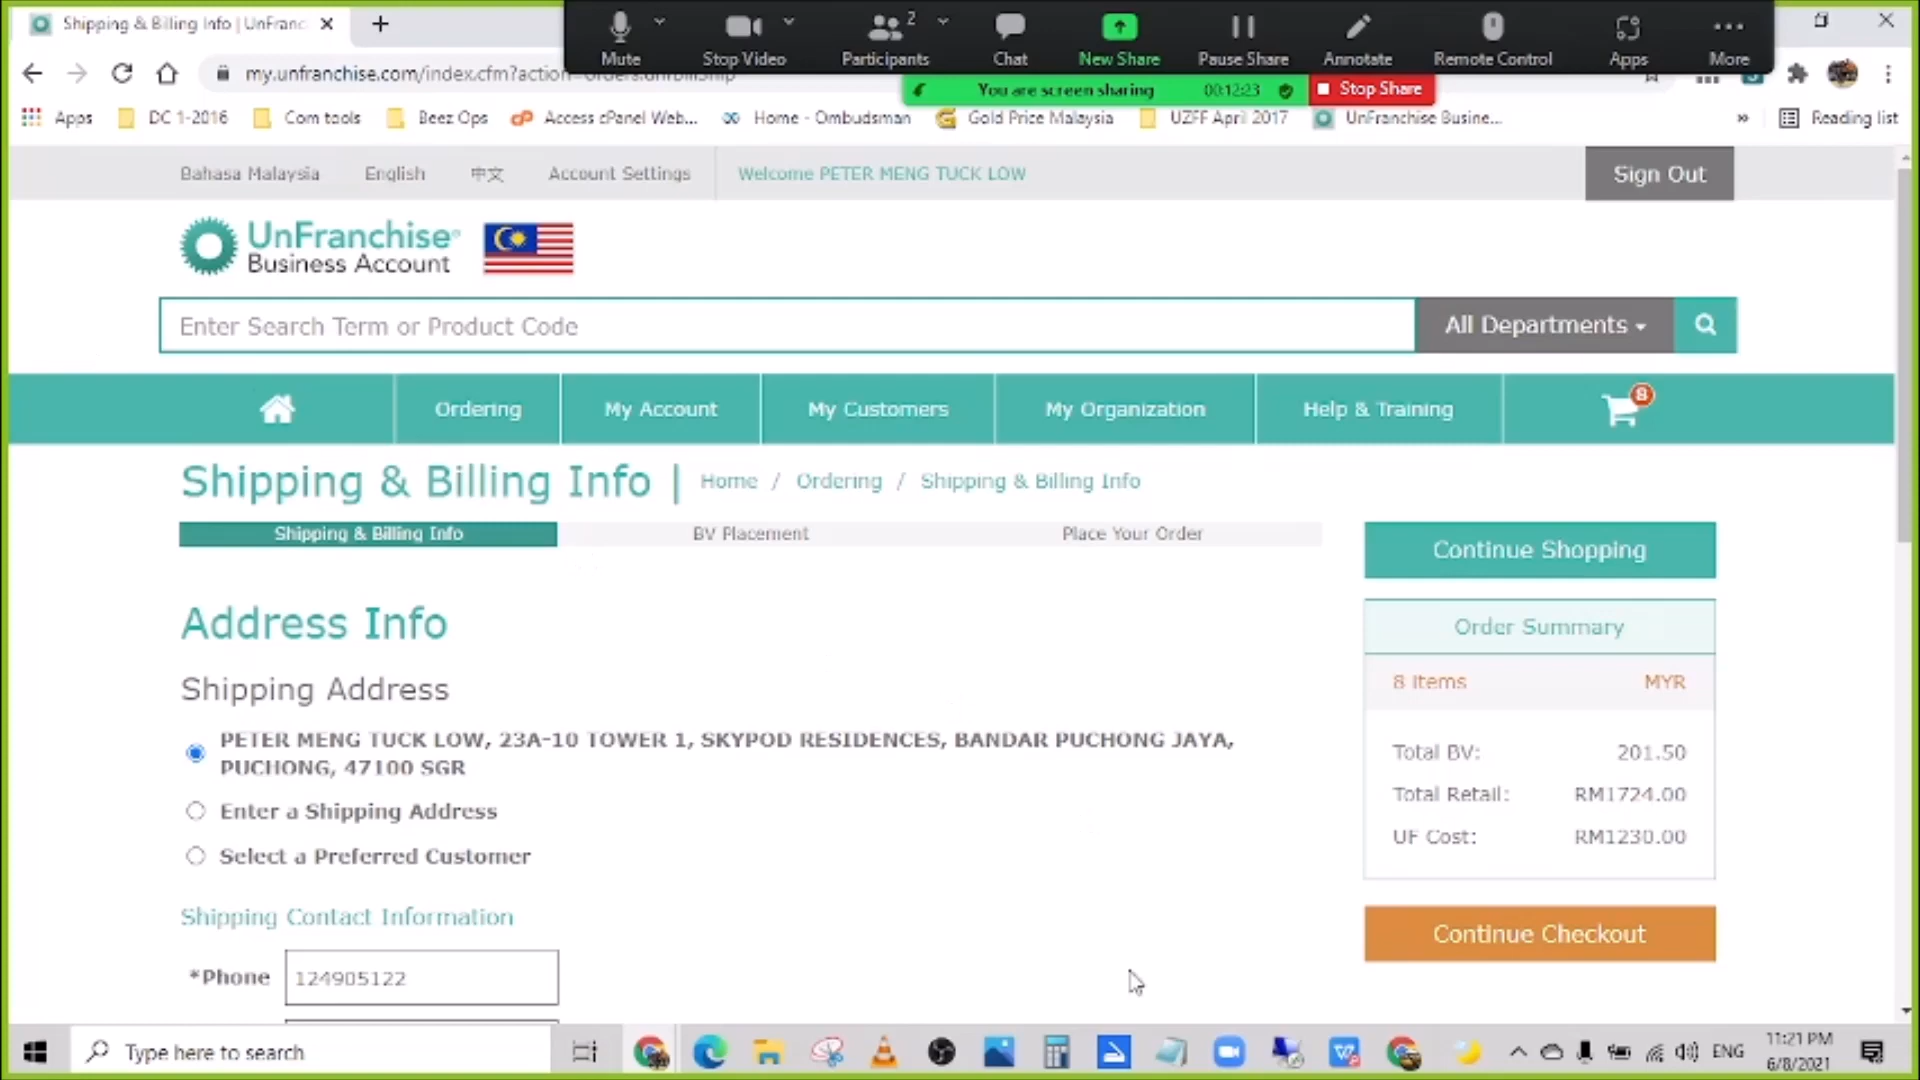 Shipping & Billing Info | UnFranc
Mute
Stop Video
2
Participants
Chat
New Share
Pause Share
Annotate
Remote Control
Apps
More
my.unfranchise.com/index.cfm?action=orders.unfbillship
You are screen sharing
00:12:23
Stop Share
Apps
DC 1-2016
Com tools
Beez Ops
Access cPanel Web...
Home - Ombudsman
Gold Price Malaysia
UZFF April 2017
UnFranchise Busine...
»
Reading list
Bahasa Malaysia
English
中文
Account Settings
Welcome PETER MENG TUCK LOW
Sign Out
UnFranchise®
Business Account
Enter Search Term or Product Code
All Departments
Ordering
My Account
My Customers
My Organization
Help & Training
8
Shipping & Billing Info |
Home / Ordering / Shipping & Billing Info
Shipping & Billing Info
BV Placement
Place Your Order
Continue Shopping
Address Info
Order Summary
Shipping Address
8 Items MYR
PETER MENG TUCK LOW, 23A-10 TOWER 1, SKYPOD RESIDENCES, BANDAR PUCHONG JAYA,
PUCHONG, 47100 SGR
Total BV: 201.50
Total Retail: RM1724.00
Enter a Shipping Address
UF Cost: RM1230.00
Select a Preferred Customer
Shipping Contact Information
Continue Checkout
*Phone 124905122
Type here to search
ENG
11:21 PM
6/8/2021